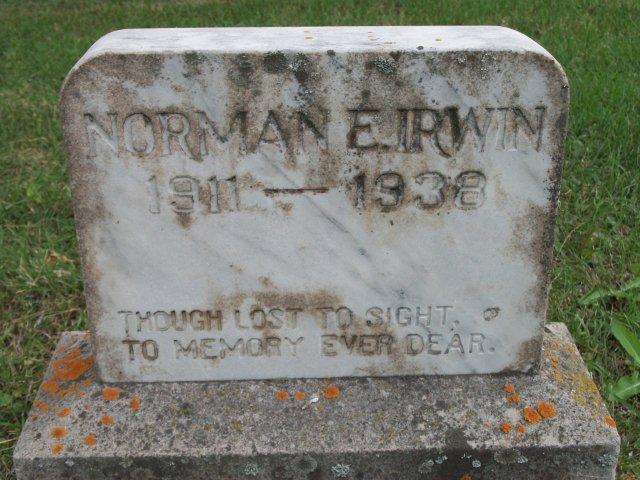 NORMAN E. IRWIN
1911 — 1938
THOUGH LOST TO SIGHT,
TO MEMORY EVER DEAR.